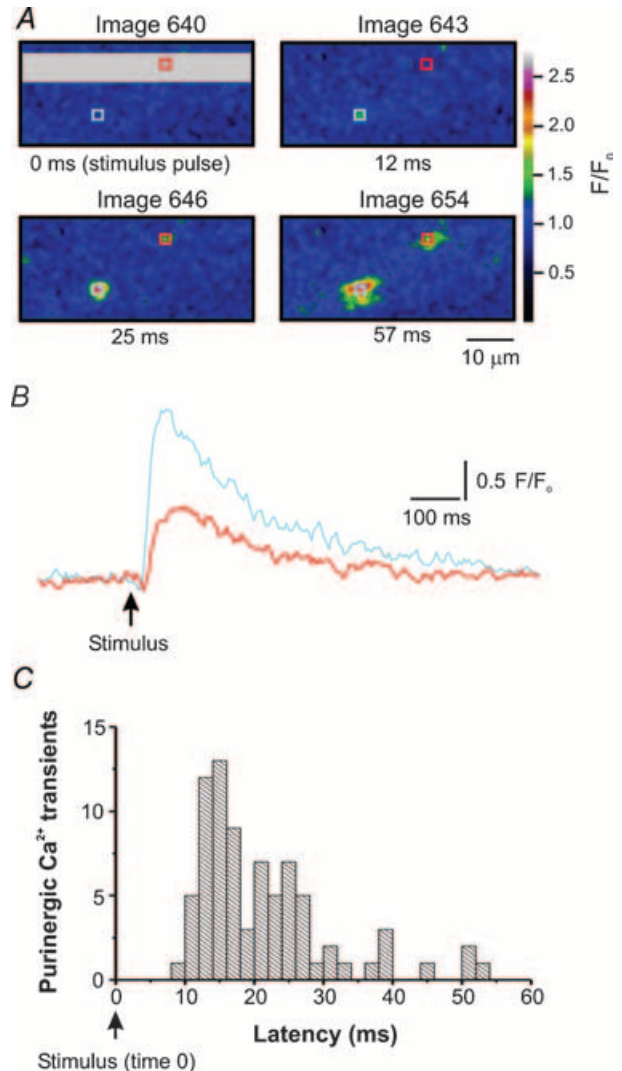 A
Image 640
Image 643
0 ms (stimulus pulse)
12 ms
Image 646
Image 654
25 ms
57 ms
10 μm
2.5
2.0
1.5
1.0
0.5
F/F₀
B
0.5 F/F₀
100 ms
Stimulus
C
Purinergic Ca²⁺ transients
15
10
5
0
0 10 20 30 40 50 60
Latency (ms)
Stimulus (time 0)